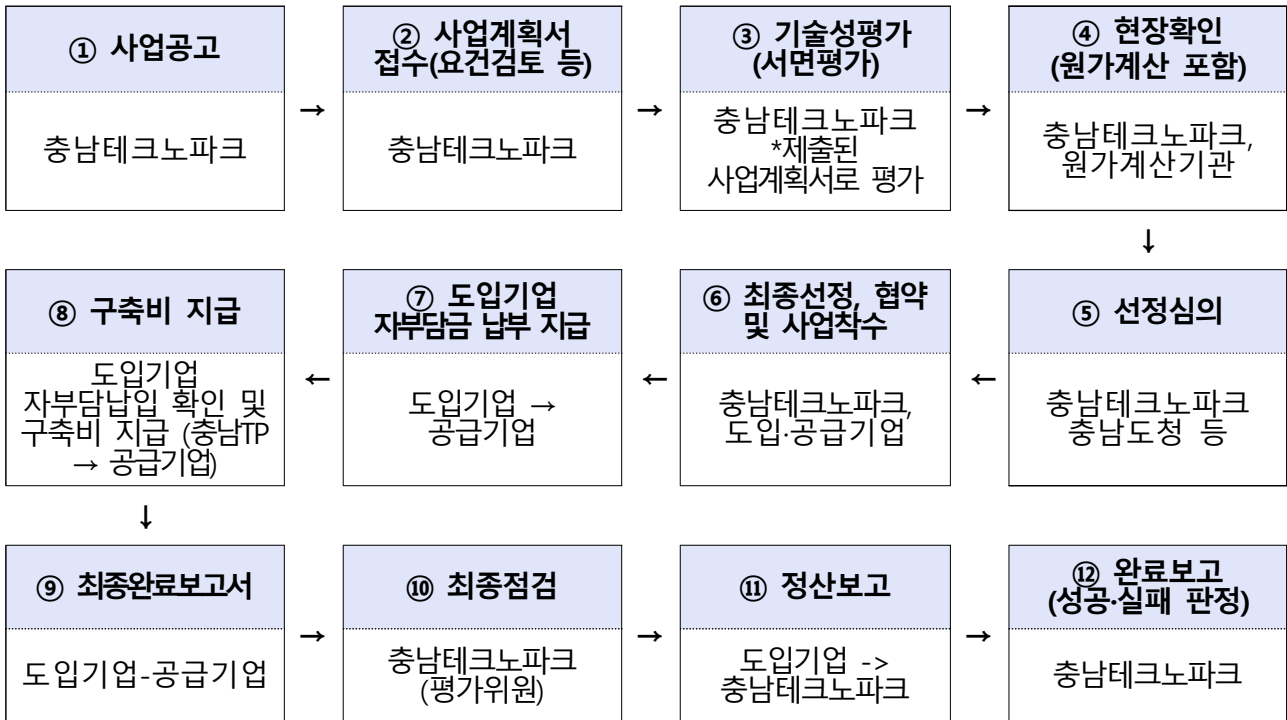 ① 사업공고
충남테크노파크
→
② 사업계획서
접수(요건검토 등)
충남테크노파크
→
③ 기술성평가
(서면평가)
충남테크노파크
*제출된
사업계획서로 평가
→
④ 현장확인
(원가계산 포함)
충남테크노파크,
원가계산기관
↓
⑤ 선정심의
충남테크노파크
충남도청 등
←
⑥ 최종선정, 협약
및 사업착수
충남테크노파크,
도입·공급기업
←
⑦ 도입기업
자부담금 납부 지급
도입기업 →
공급기업
←
⑧ 구축비 지급
도입기업
자부담납입 확인 및
구축비 지급 (충남TP
→ 공급기업)
↓
⑨ 최종완료보고서
도입기업-공급기업
→
⑩ 최종점검
충남테크노파크
(평가위원)
→
⑪ 정산보고
도입기업 ->
충남테크노파크
→
⑫ 완료보고
(성공·실패 판정)
충남테크노파크